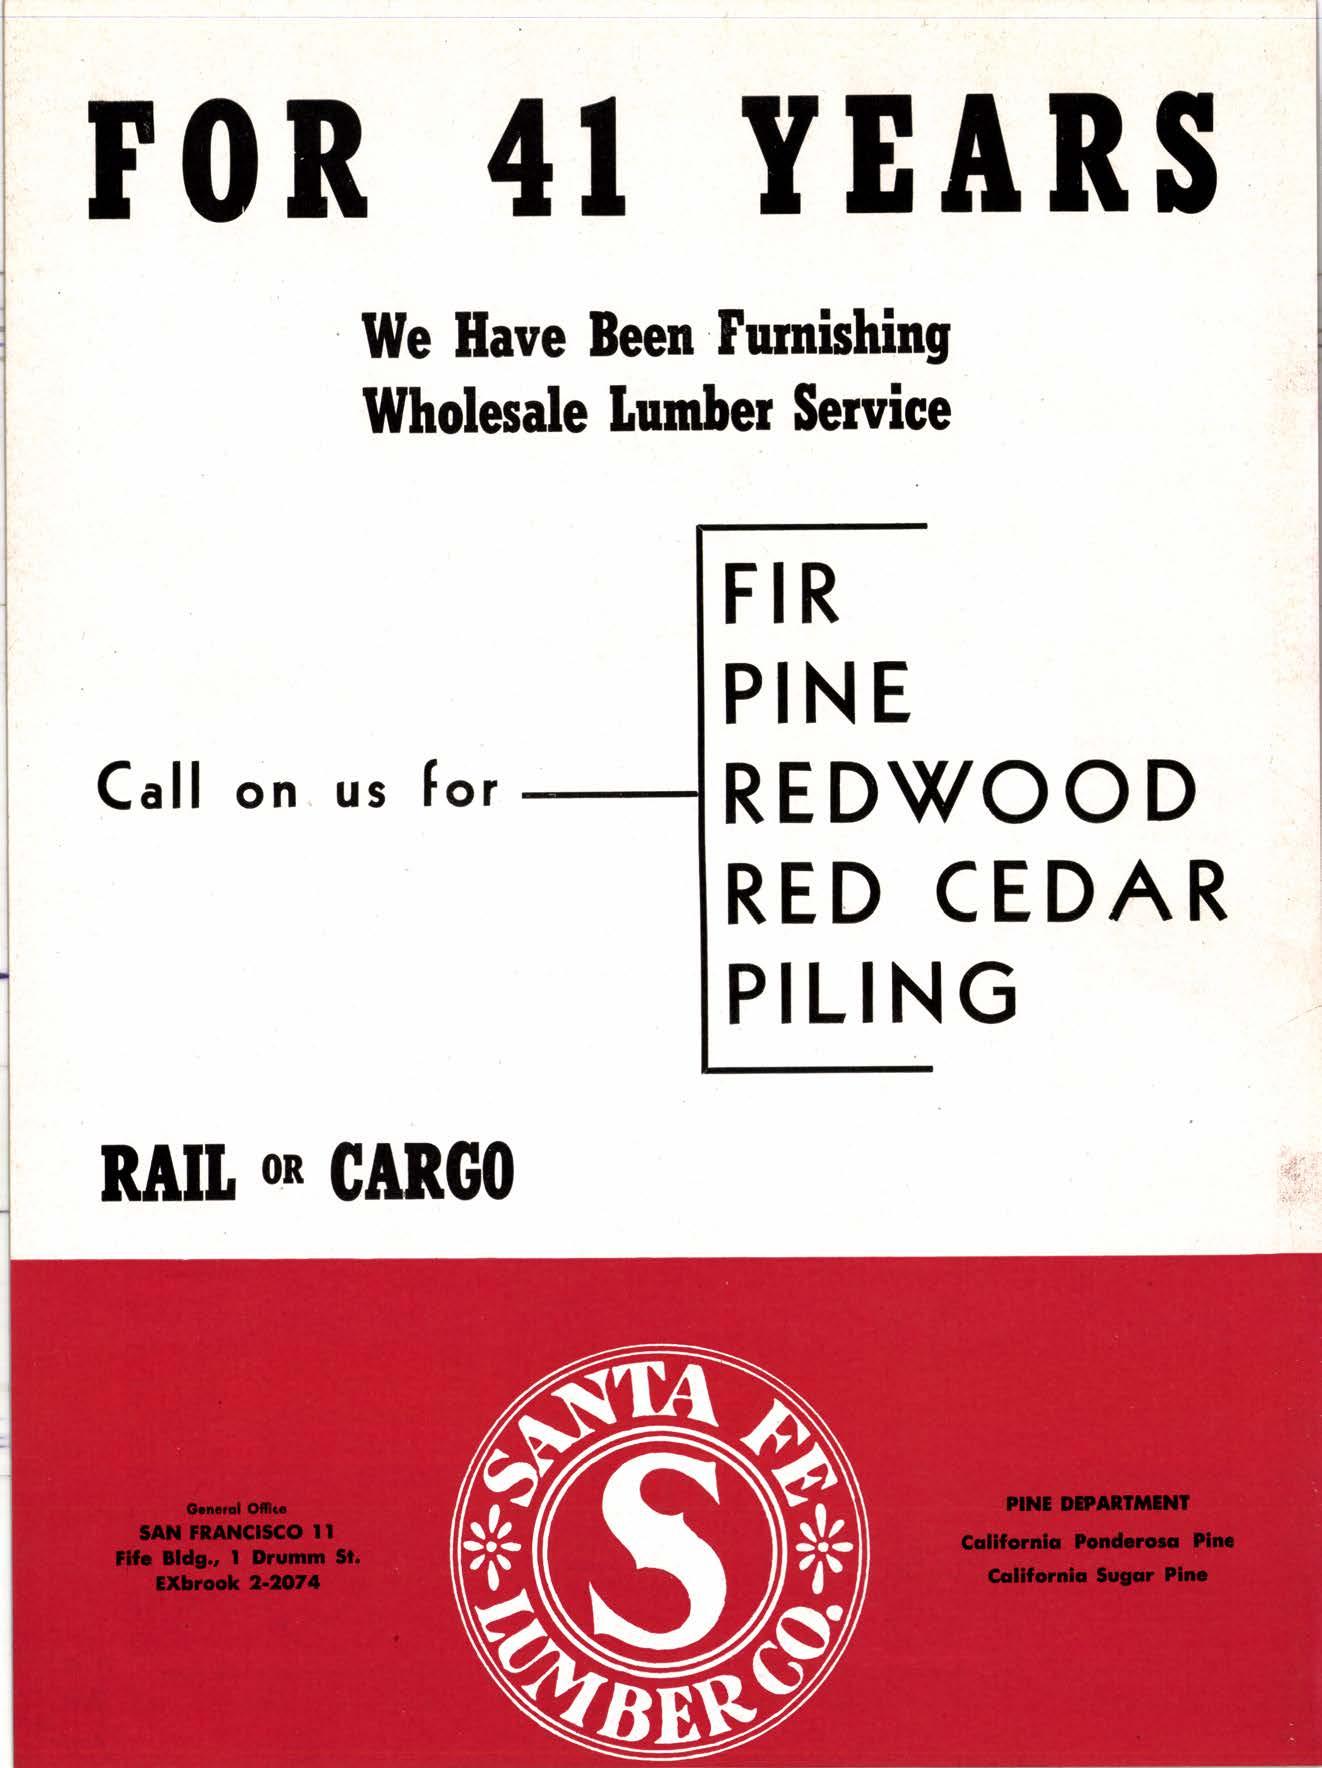 FOR 41 YEARS
We Have Been Furnishing
Wholesale Lumber Service
Call on us for
FIR
PINE
REDWOOD
RED CEDAR
PILING
RAIL OR CARGO
General Office
SAN FRANCISCO 11
Fife Bldg., 1 Drumm St.
EXbrook 2-2074
SANTA FE
S
LUMBER CO.
PINE DEPARTMENT
California Ponderosa Pine
California Sugar Pine